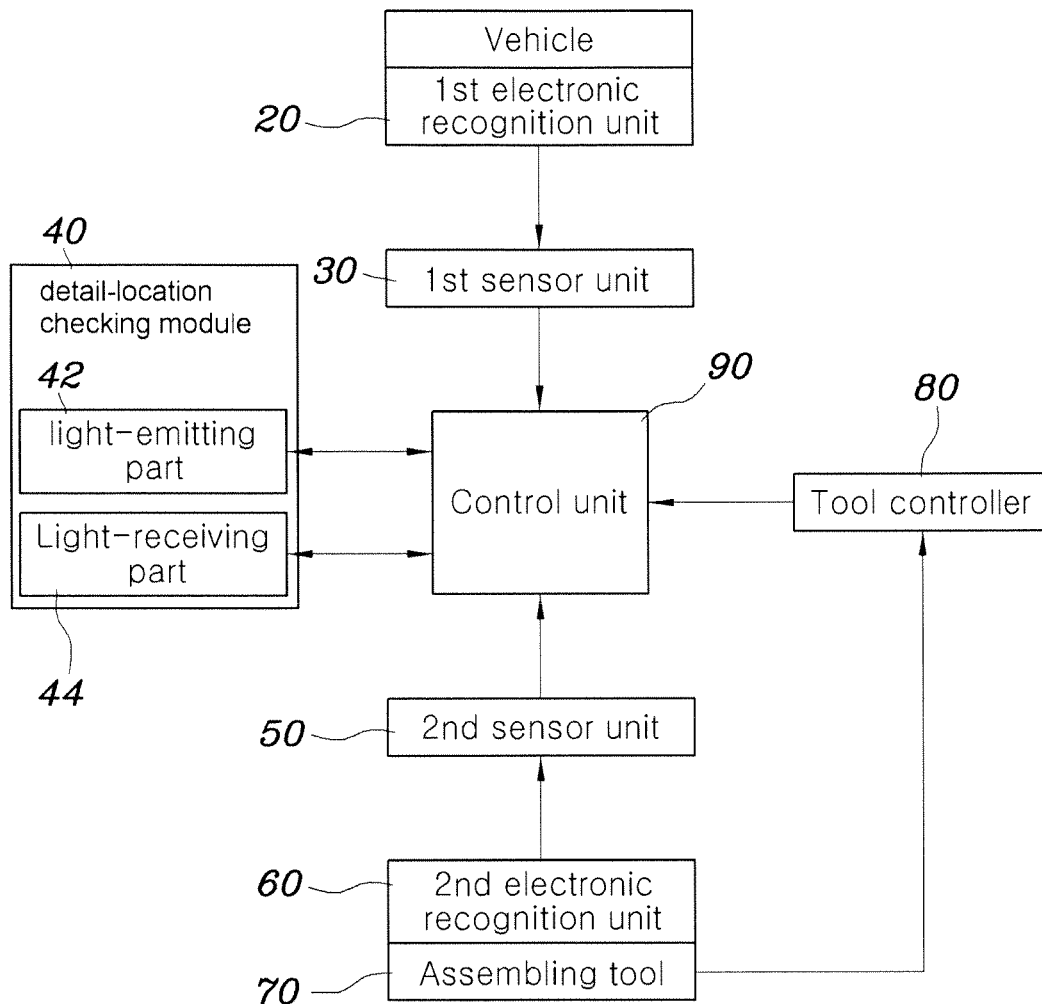 Vehicle
20
1st electronic
recognition unit
30
1st sensor unit
40
detail-location
checking module
42
light-emitting
part
Light-receiving
part
44
90
Control unit
80
Tool controller
50
2nd sensor unit
60
2nd electronic
recognition unit
70
Assembling tool